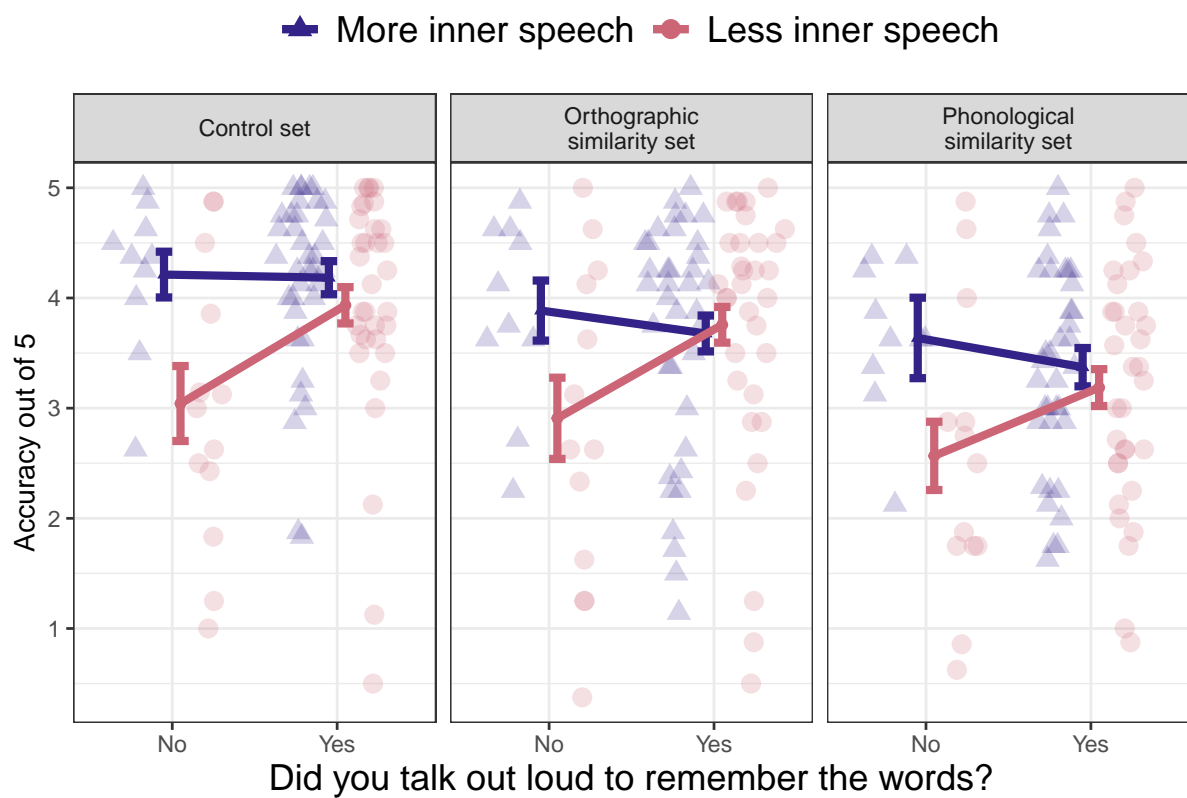 More inner speech Less inner speech
Control set
Orthographic
similarity set
Phonological
similarity set
5
4
3
2
1
Accuracy out of 5
No Yes No Yes No Yes
Did you talk out loud to remember the words?